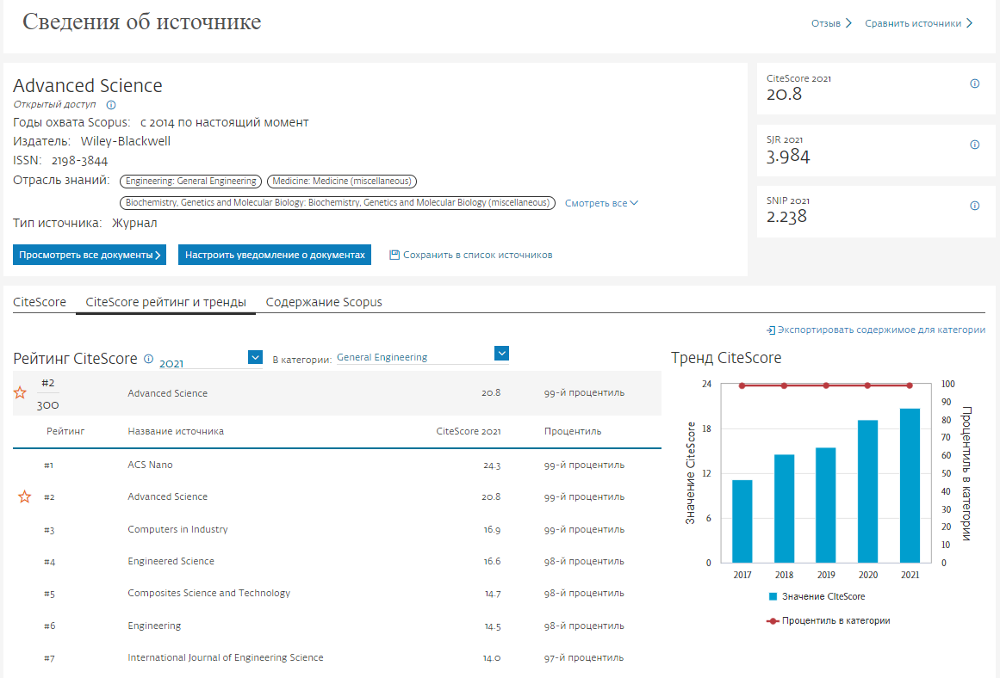 Сведения об источнике
Отзыв
Сравнить источники
Advanced Science
Открытый доступ
Годы охвата Scopus: с 2014 по настоящий момент
Издатель: Wiley-Blackwell
ISSN: 2198-3844
Отрасль знаний: Engineering: General Engineering Medicine: Medicine (miscellaneous)
Biochemistry, Genetics and Molecular Biology: Biochemistry, Genetics and Molecular Biology (miscellaneous) Смотреть все
Тип источника: Журнал
Просмотреть все документы
Настроить уведомление о документах
Сохранить в список источников
CiteScore 2021
20.8
SJR 2021
3.984
SNIP 2021
2.238
CiteScore
CiteScore рейтинг и тренды
Содержание Scopus
Экспортировать содержимое для категории
Рейтинг CiteScore 2021 В категории: General Engineering
#2
300
Advanced Science 20.8 99-й процентиль
Рейтинг Название источника CiteScore 2021 Процентиль
#1 ACS Nano 24.3 99-й процентиль
#2 Advanced Science 20.8 99-й процентиль
#3 Computers in Industry 16.9 99-й процентиль
#4 Engineered Science 16.6 98-й процентиль
#5 Composites Science and Technology 14.7 98-й процентиль
#6 Engineering 14.5 98-й процентиль
#7 International Journal of Engineering Science 14.0 97-й процентиль
Тренд CiteScore
Значение CiteScore
24
18
12
6
0
100
90
80
70
60
50
40
30
20
10
0
Процентиль в категории
2017 2018 2019 2020 2021
Значение CiteScore
Процентиль в категории